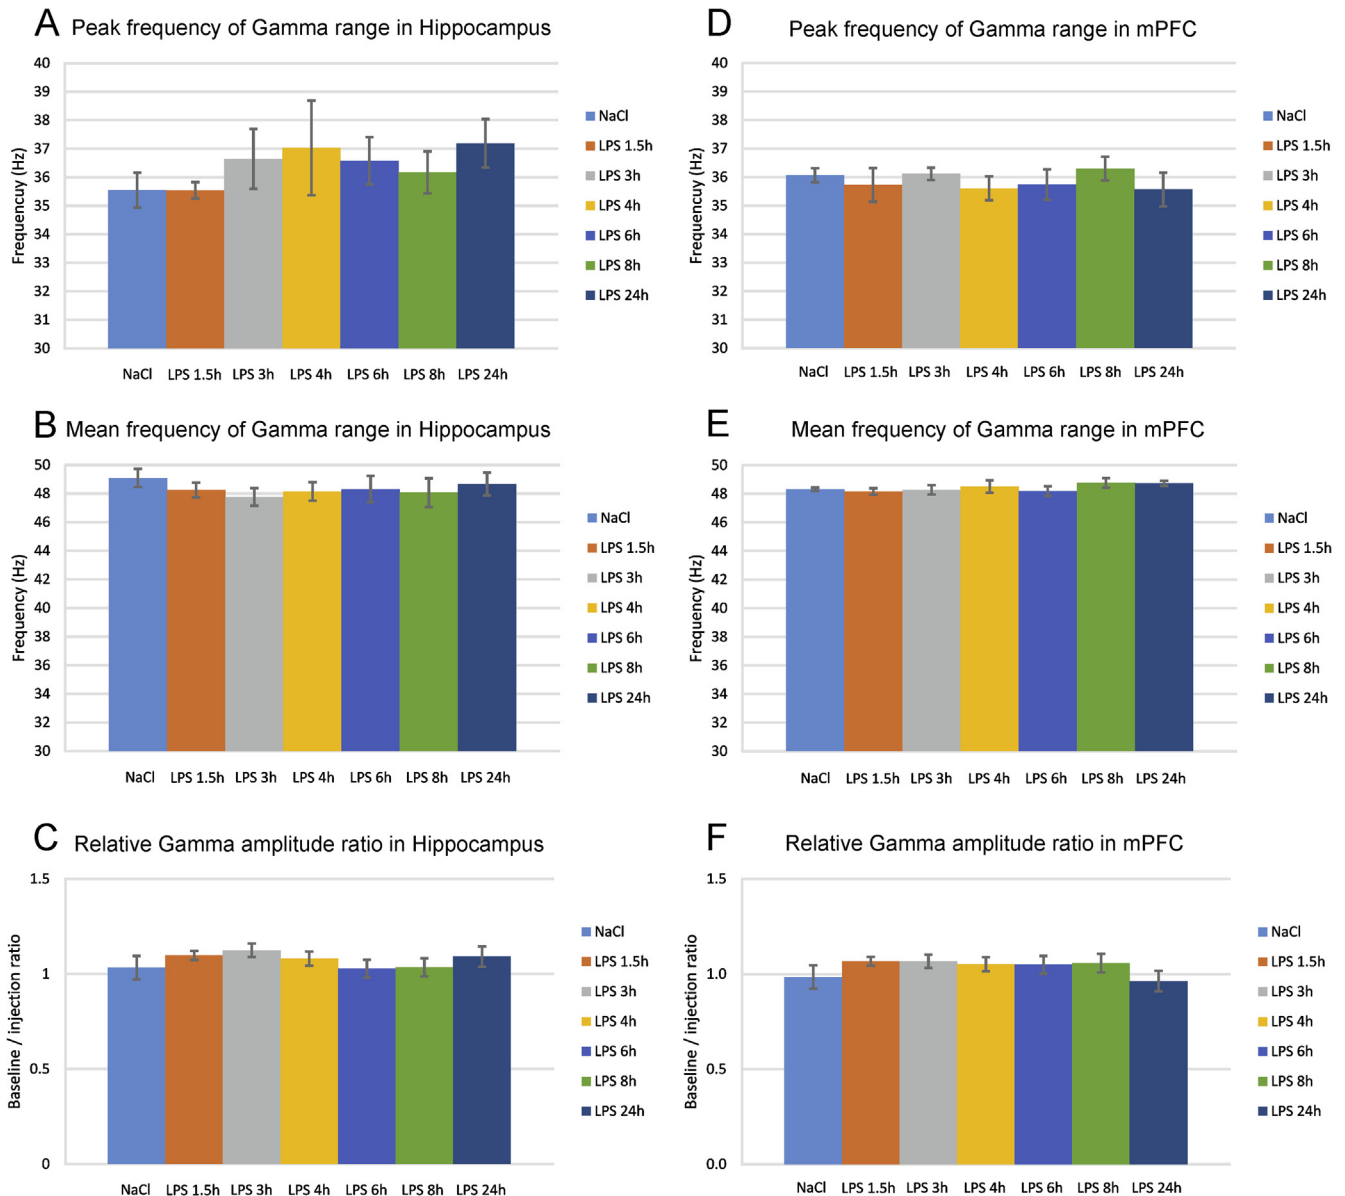 A Peak frequency of Gamma range in Hippocampus
40
39
38
37
36
35
34
33
32
31
30
Frequencuy (Hz)
NaCl LPS 1.5h LPS 3h LPS 4h LPS 6h LPS 8h LPS 24h
NaCl
LPS 1.5h
LPS 3h
LPS 4h
LPS 6h
LPS 8h
LPS 24h
D Peak frequency of Gamma range in mPFC
40
39
38
37
36
35
34
33
32
31
30
Frequency (Hz)
NaCl LPS 1.5h LPS 3h LPS 4h LPS 6h LPS 8h LPS 24h
NaCl
LPS 1.5h
LPS 3h
LPS 4h
LPS 6h
LPS 8h
LPS 24h
B Mean frequency of Gamma range in Hippocampus
50
48
46
44
42
40
38
36
34
32
30
Frequency (Hz)
NaCl LPS 1.5h LPS 3h LPS 4h LPS 6h LPS 8h LPS 24h
NaCl
LPS 1.5h
LPS 3h
LPS 4h
LPS 6h
LPS 8h
LPS 24h
E Mean frequency of Gamma range in mPFC
50
48
46
44
42
40
38
36
34
32
30
Frequency (Hz)
NaCl LPS 1.5h LPS 3h LPS 4h LPS 6h LPS 8h LPS 24h
NaCl
LPS 1.5h
LPS 3h
LPS 4h
LPS 6h
LPS 8h
LPS 24h
C Relative Gamma amplitude ratio in Hippocampus
1.5
1
0.5
0
Baseline / injection ratio
NaCl LPS 1.5h LPS 3h LPS 4h LPS 6h LPS 8h LPS 24h
NaCl
LPS 1.5h
LPS 3h
LPS 4h
LPS 6h
LPS 8h
LPS 24h
F Relative Gamma amplitude ratio in mPFC
1.5
1.0
0.5
0.0
Baseline / injection ratio
NaCl LPS 1.5h LPS 3h LPS 4h LPS 6h LPS 8h LPS 24h
NaCl
LPS 1.5h
LPS 3h
LPS 4h
LPS 6h
LPS 8h
LPS 24h